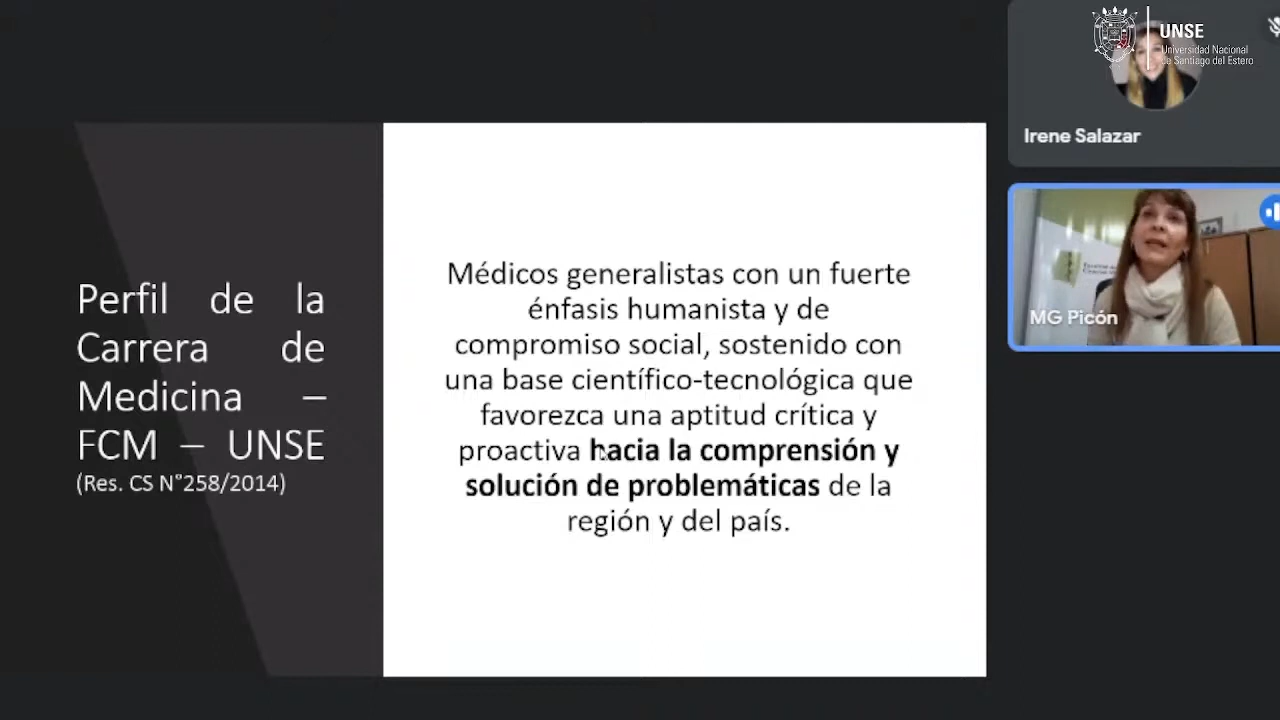 Perfil de la
Carrera de
Medicina –
FCM – UNSE
(Res. CS N°258/2014)
Médicos generalistas con un fuerte
énfasis humanista y de
compromiso social, sostenido con
una base científico-tecnológica que
favorezca una aptitud crítica y
proactiva hacia la comprensión y
solución de problemáticas de la
región y del país.
UNSE
Universidad Nacional
de Santiago del Estero
Irene Salazar
MG Picón